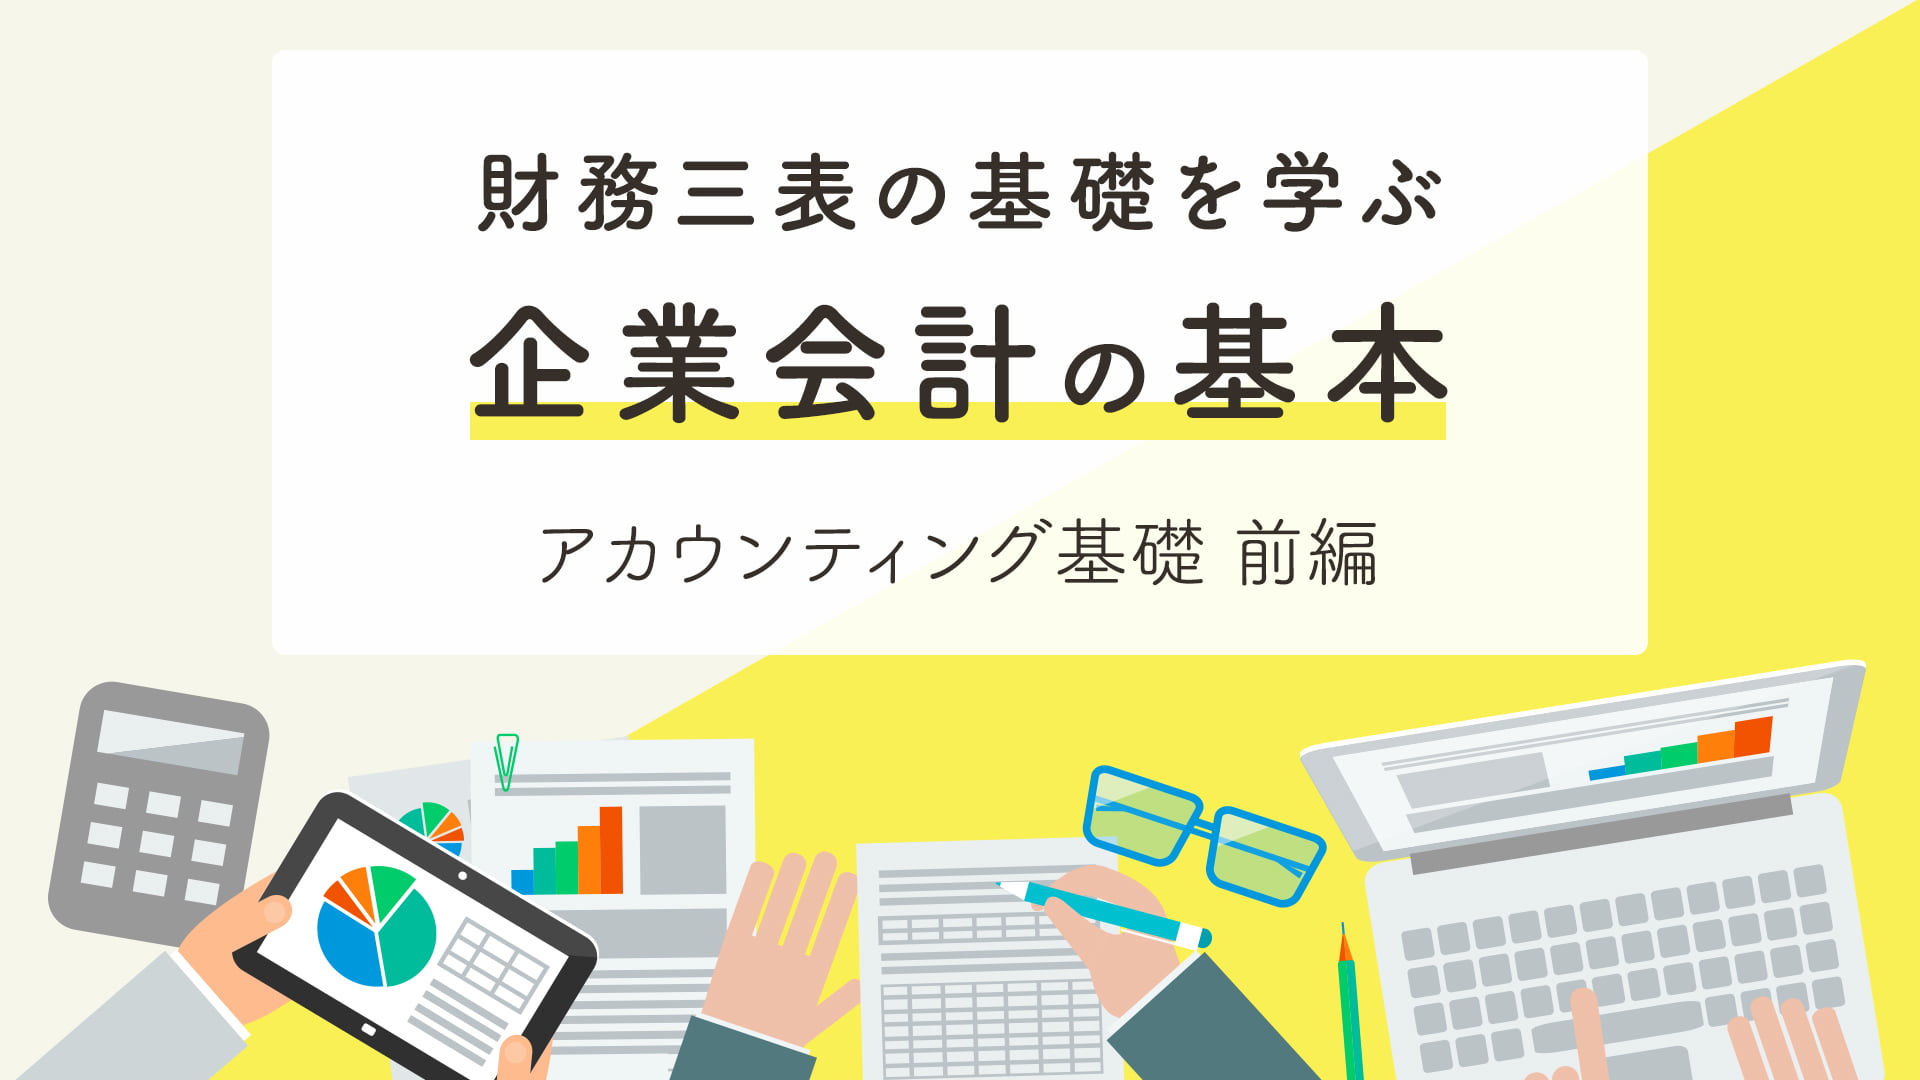 財務三表の基礎を学ぶ
企業会計の基本
アカウンティング基礎 前編